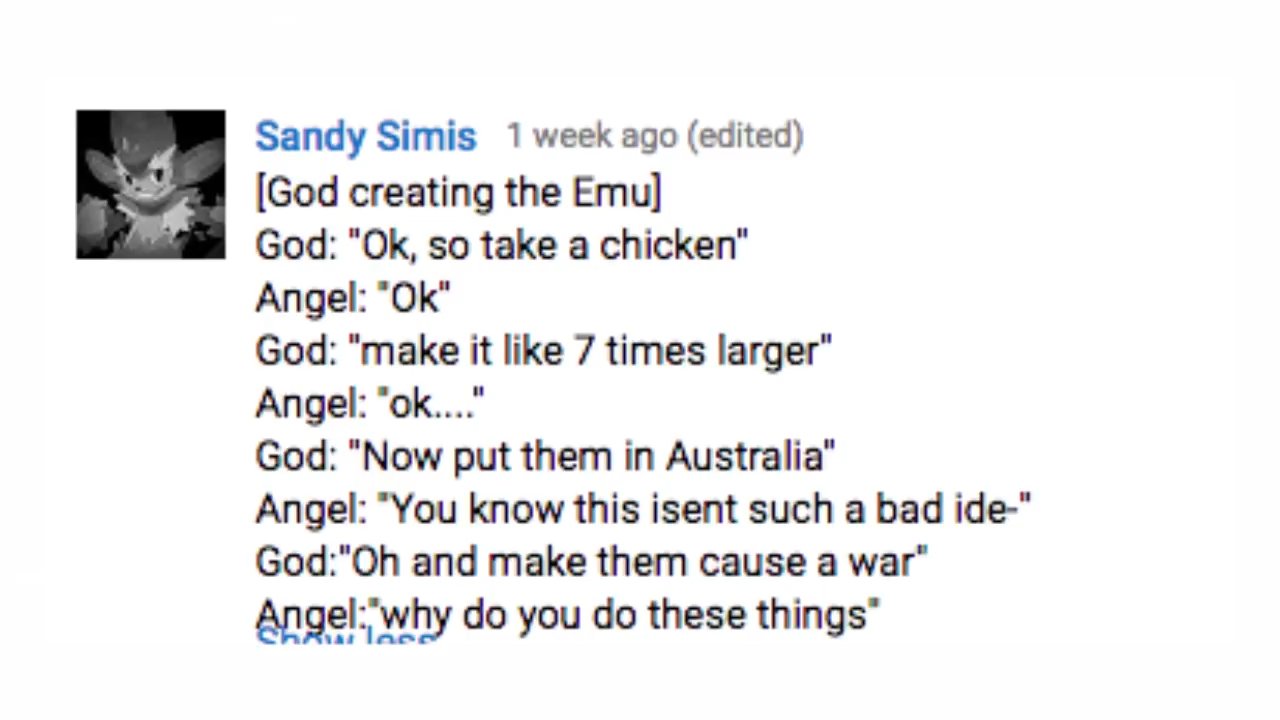 Sandy Simis 1 week ago (edited)
[God creating the Emu]
God: "Ok, so take a chicken"
Angel: "Ok"
God: "make it like 7 times larger"
Angel: "ok...."
God: "Now put them in Australia"
Angel: "You know this isent such a bad ide-"
God:"Oh and make them cause a war"
Angel:"why do you do these things"
Show less